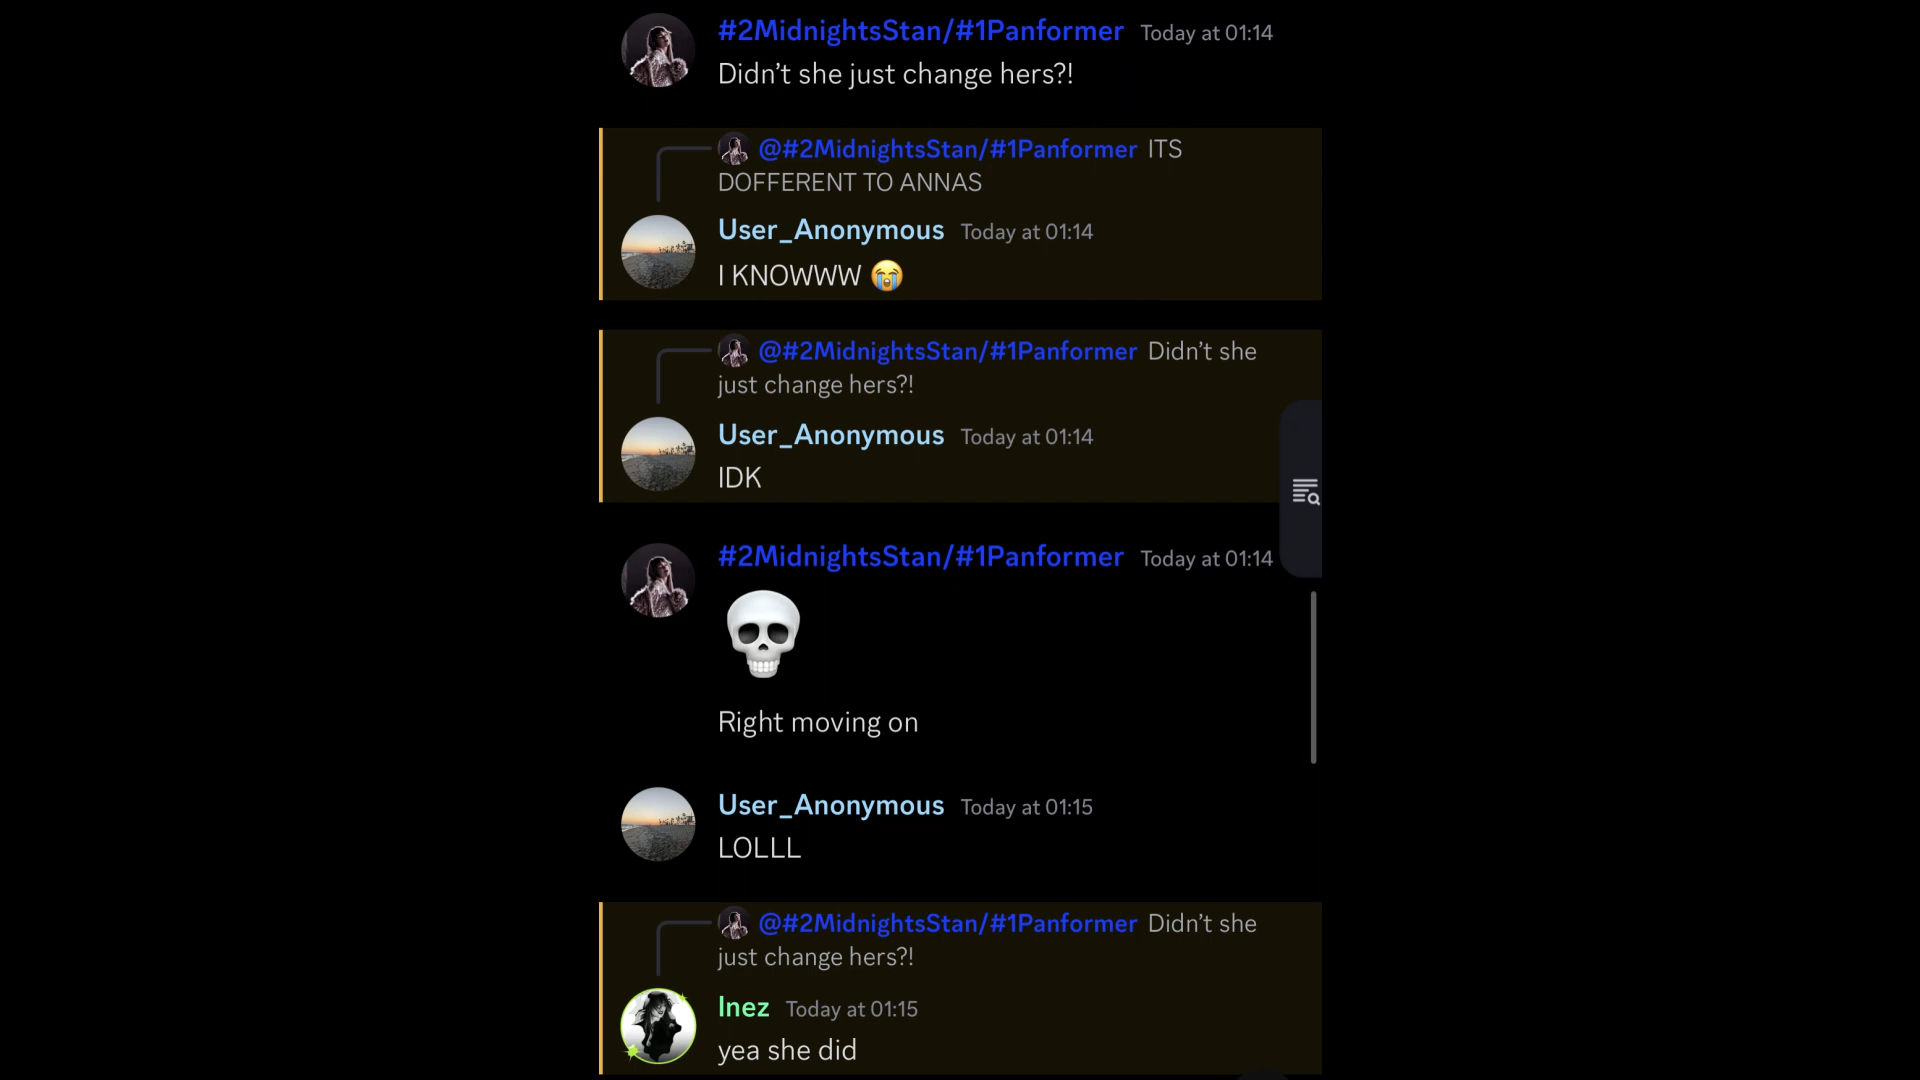 #2MidnightsStan/#1Panformer Today at 01:14
Didn’t she just change hers?!
@#2MidnightsStan/#1Panformer ITS
DOFFERENT TO ANNAS
User_Anonymous Today at 01:14
I KNOWWW 😭
@#2MidnightsStan/#1Panformer Didn’t she
just change hers?!
User_Anonymous Today at 01:14
IDK
#2MidnightsStan/#1Panformer Today at 01:14
💀
Right moving on
User_Anonymous Today at 01:15
LOLLL
@#2MidnightsStan/#1Panformer Didn’t she
just change hers?!
Inez Today at 01:15
yea she did